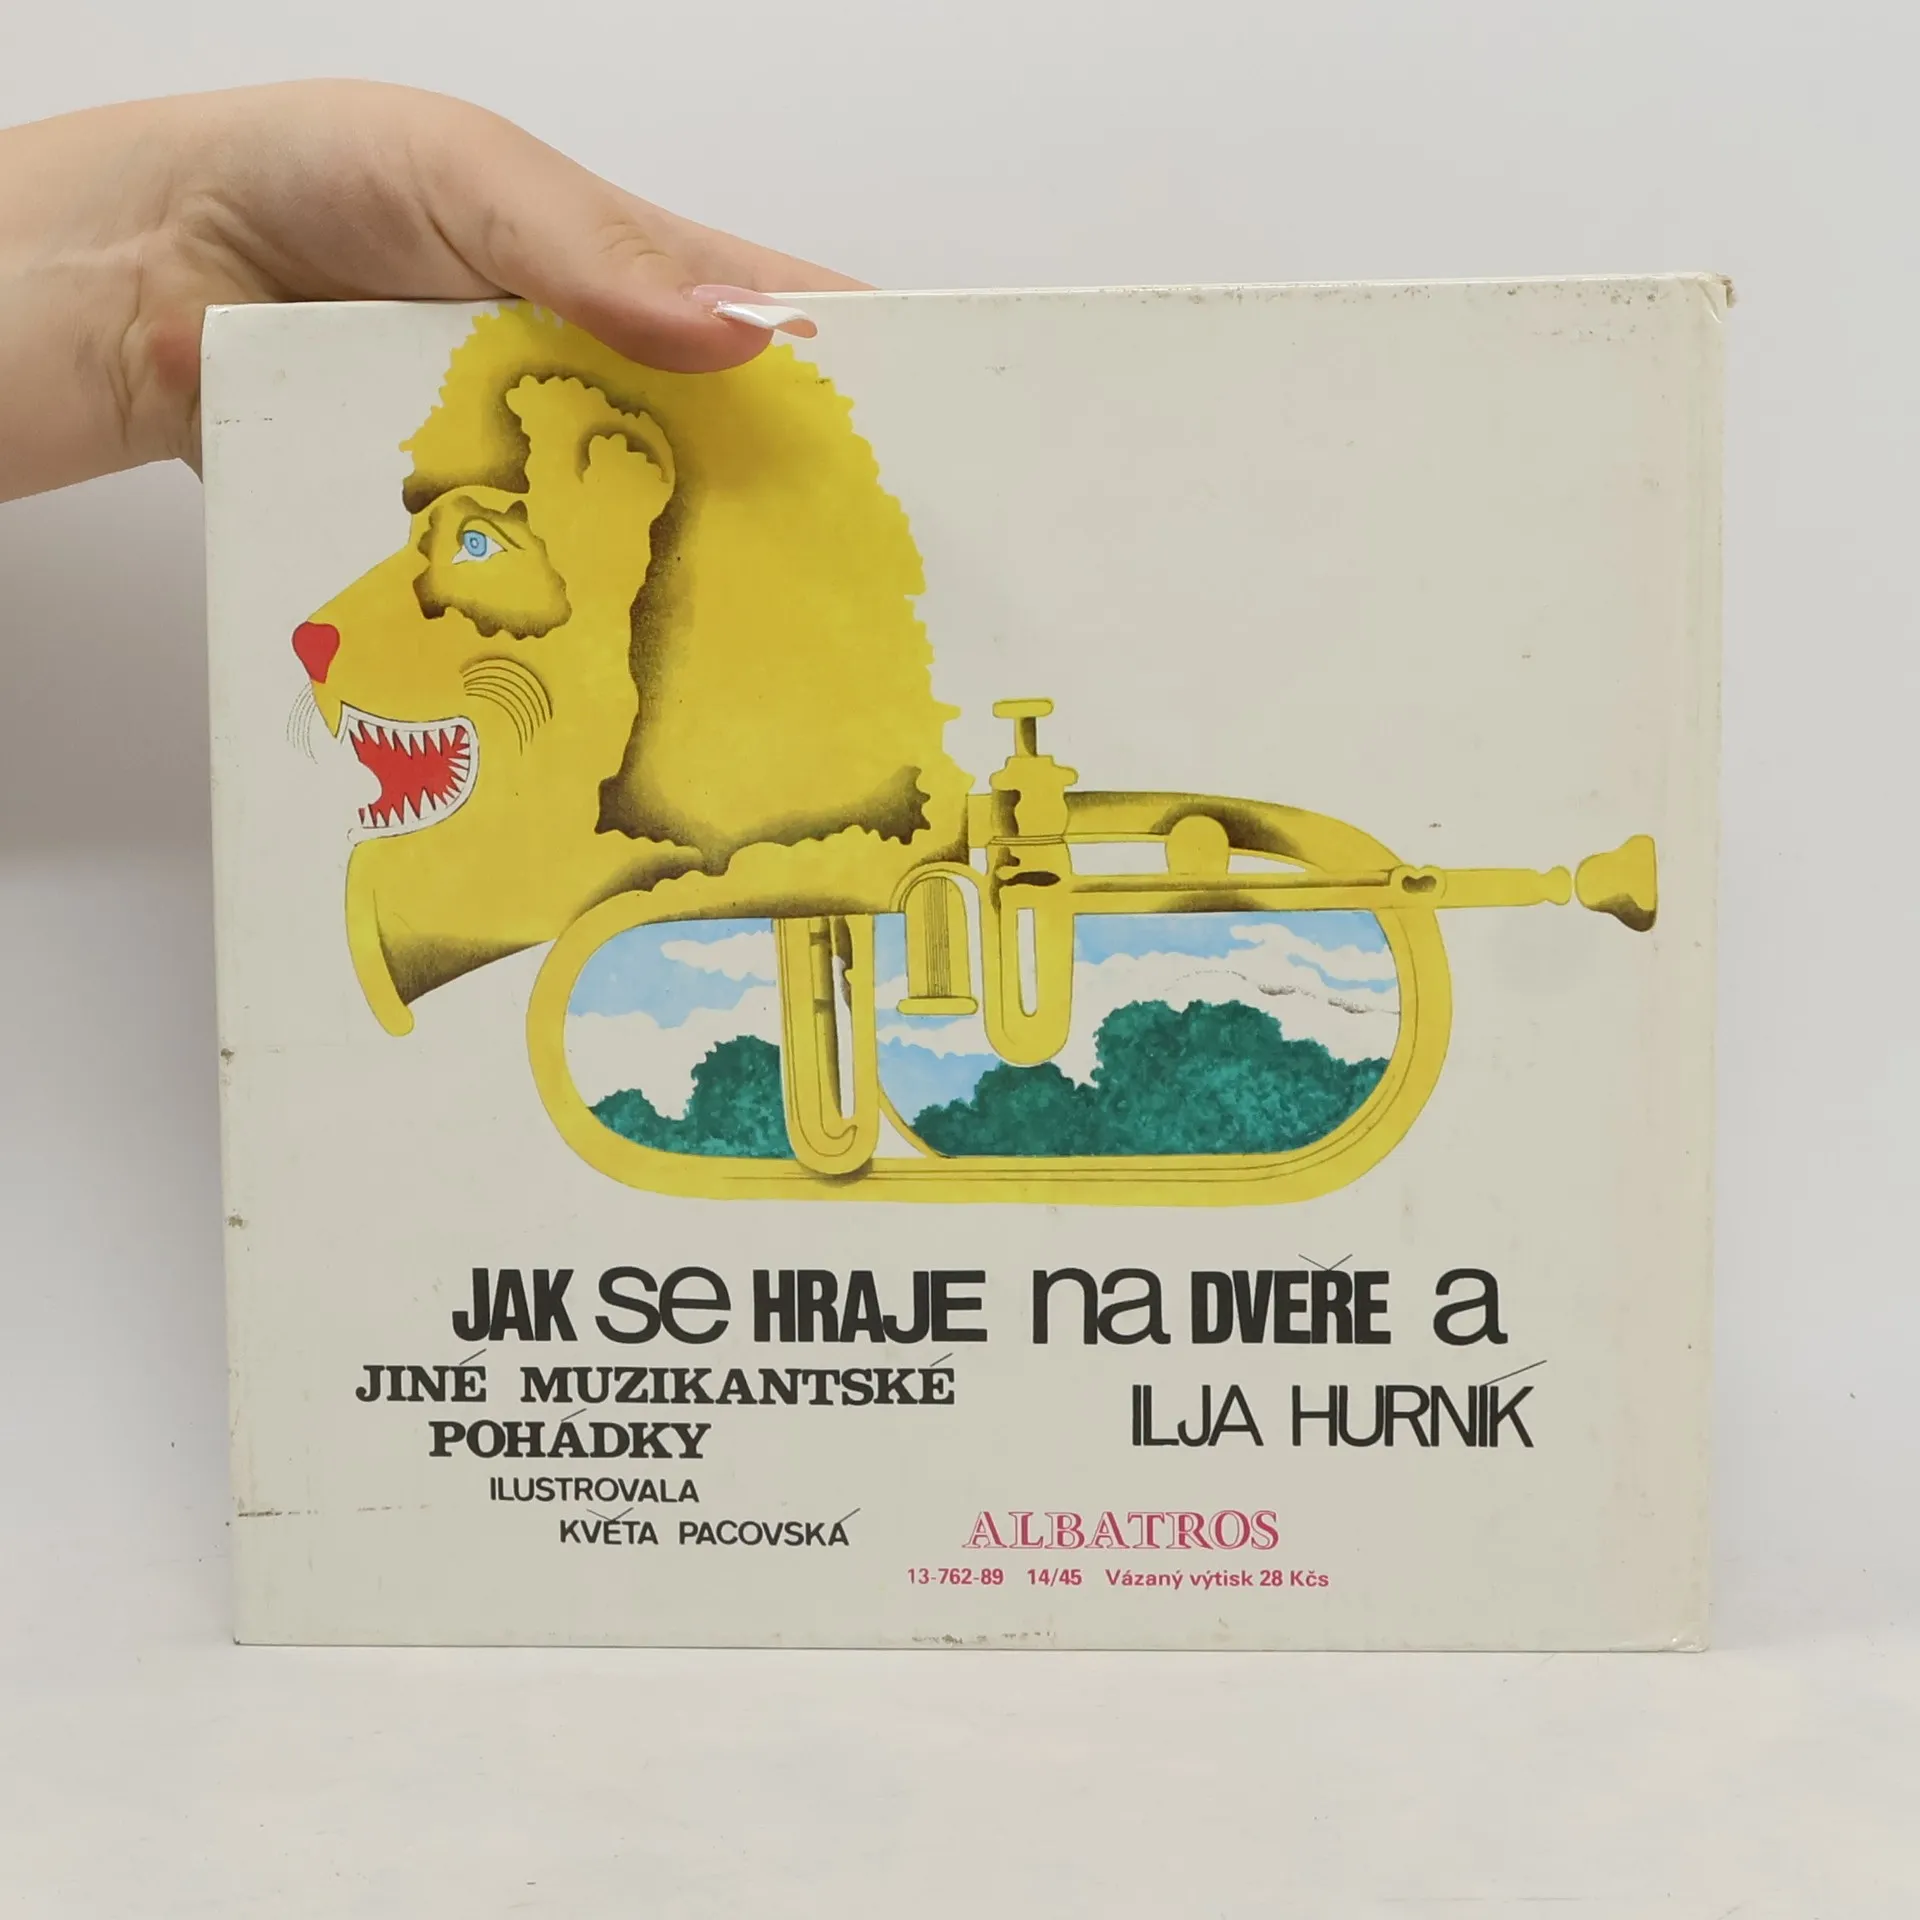 JAK se HRAJE na DVEŘE a
JINÉ MUZIKANTSKÉ
POHÁDKY
ILJA HURNÍK
ILUSTROVALA
KVĚTA PACOVSKÁ
ALBATROS
13-762-89 14/45 Vázaný výtisk 28 Kčs